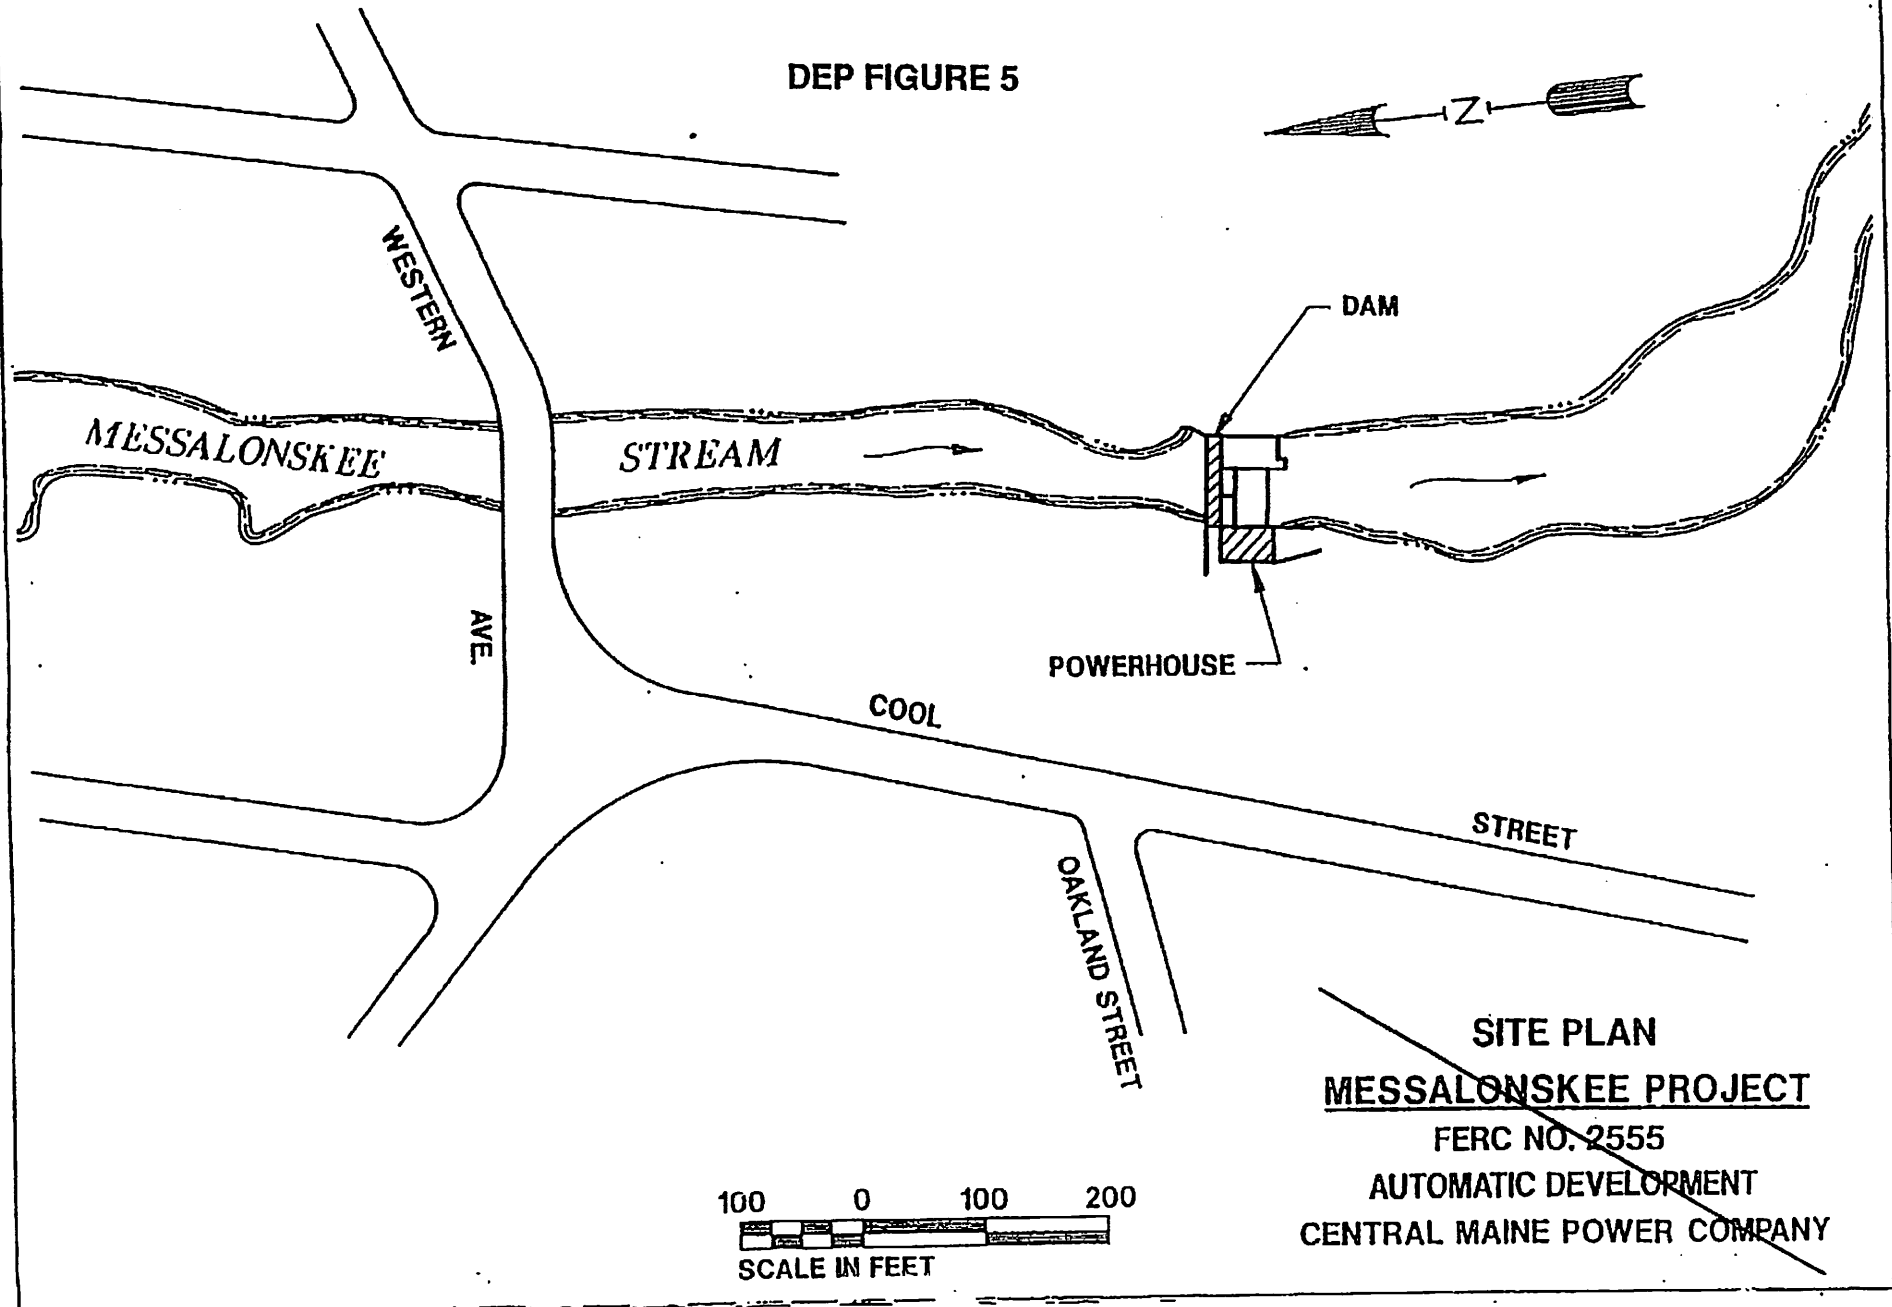 DEP FIGURE 5
N
WESTERN
DAM
MESSALONSKEE
STREAM
AVE.
POWERHOUSE
COOL
STREET
OAKLAND STREET
SITE PLAN
MESSALONSKEE PROJECT
FERC NO. 2555
AUTOMATIC DEVELOPMENT
CENTRAL MAINE POWER COMPANY
100 0 100 200
SCALE IN FEET